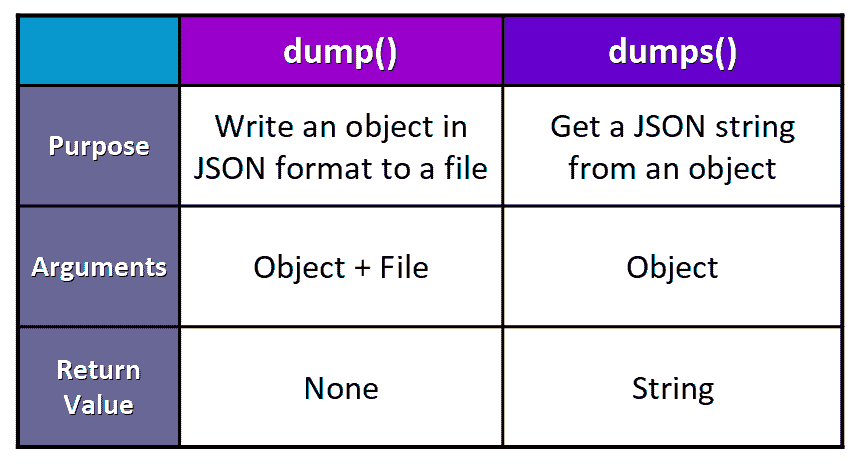 dump()
dumps()
Purpose
Write an object in
JSON format to a file
Get a JSON string
from an object
Arguments
Object + File
Object
Return
Value
None
String